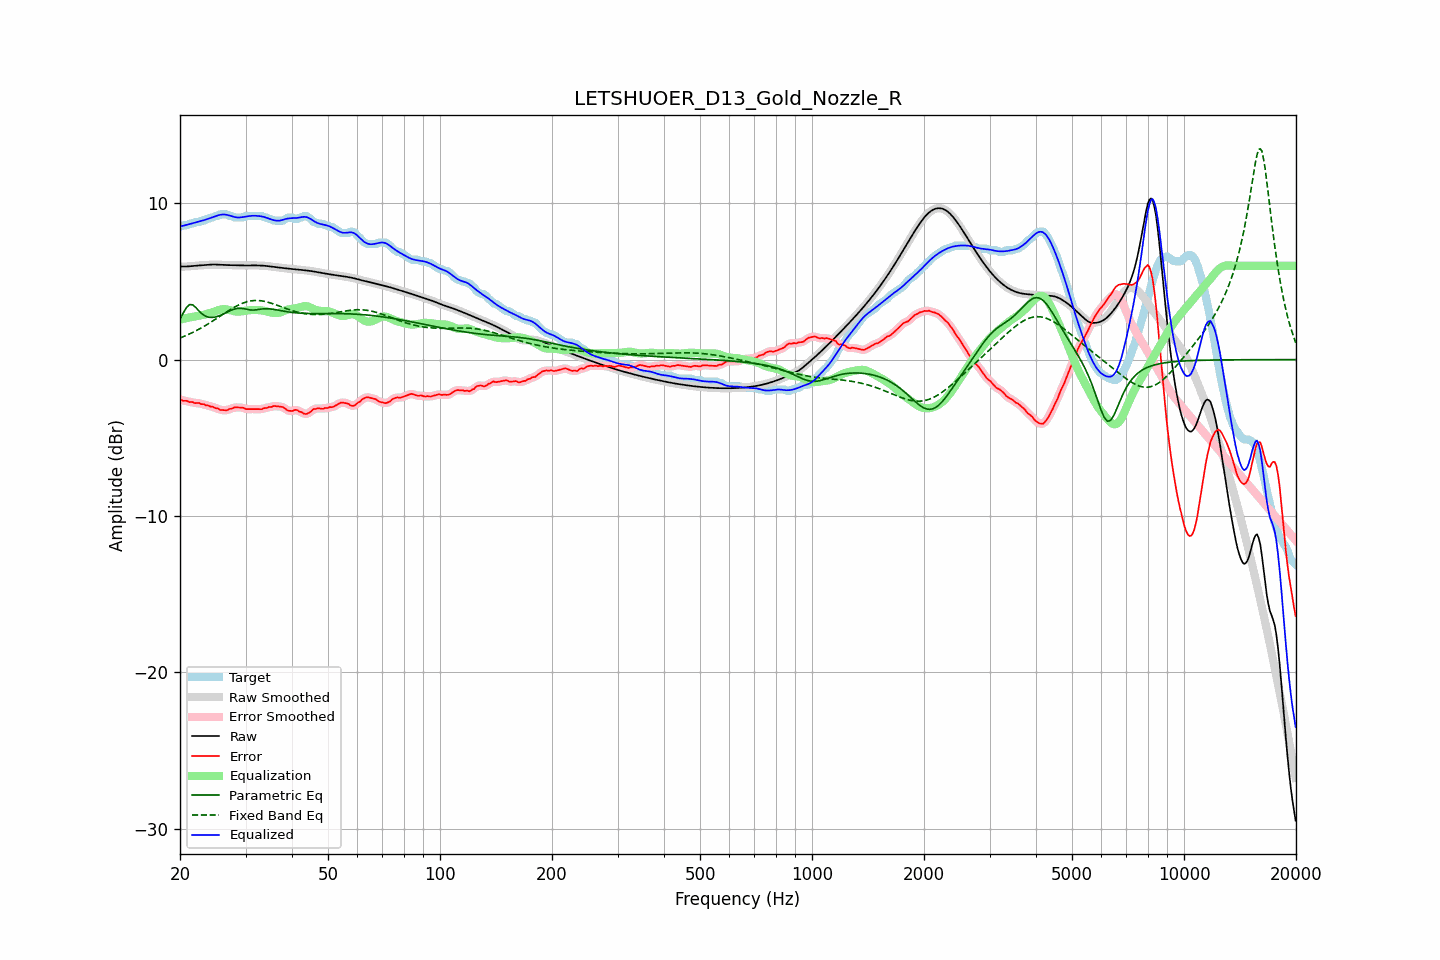 LETSHUOER_D13_Gold_Nozzle_R
Amplitude (dBr)
10
0
−10
−20
−30
Target
Raw Smoothed
Error Smoothed
Raw
Error
Equalization
Parametric Eq
Fixed Band Eq
Equalized
20 50 100 200 500 1000 2000 5000 10000 20000
Frequency (Hz)